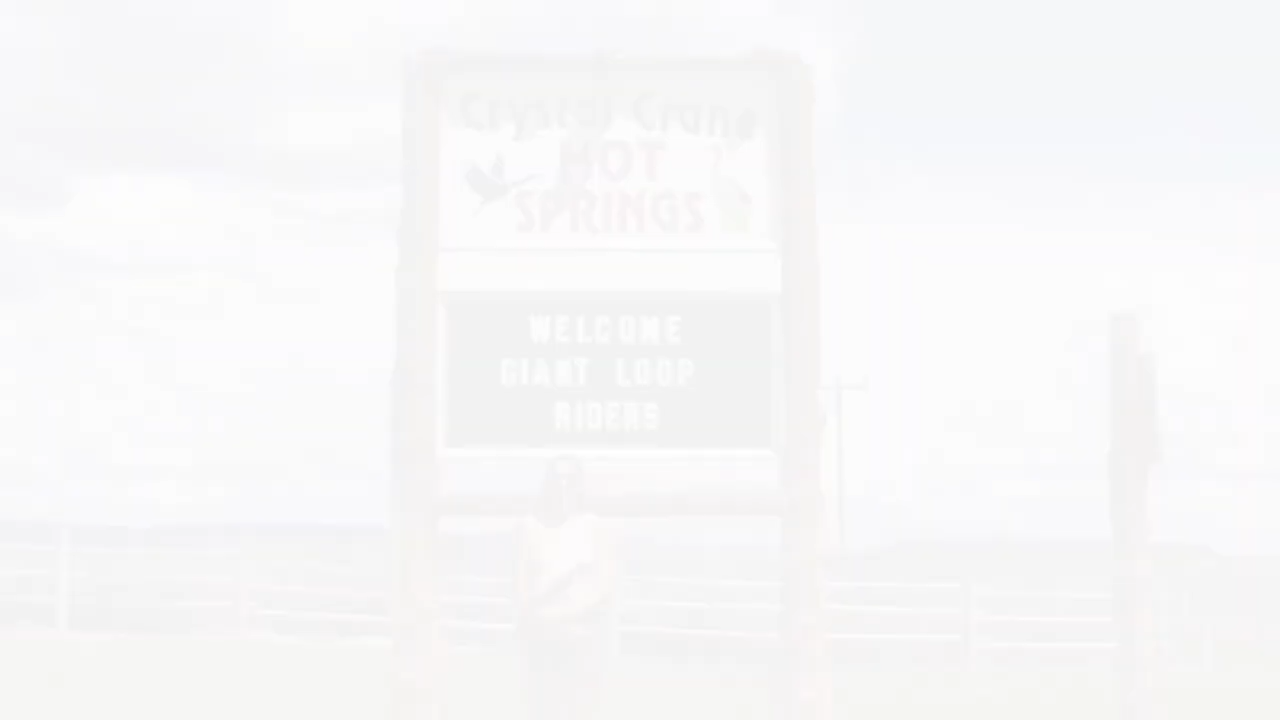 Crystal Crane
HOT
SPRINGS
WELCOME
GIANT LOOP
RIDERS